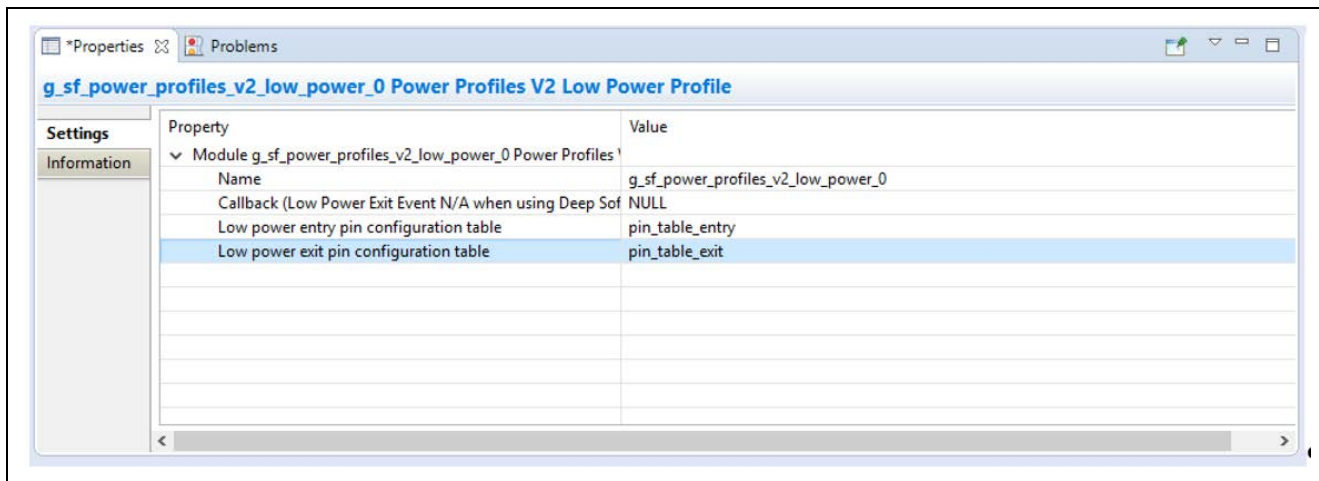 *Properties Problems
g_sf_power_profiles_v2_low_power_0 Power Profiles V2 Low Power Profile
Settings
Information
Property Value
Module g_sf_power_profiles_v2_low_power_0 Power Profiles
Name g_sf_power_profiles_v2_low_power_0
Callback (Low Power Exit Event N/A when using Deep Sof NULL
Low power entry pin configuration table pin_table_entry
Low power exit pin configuration table pin_table_exit